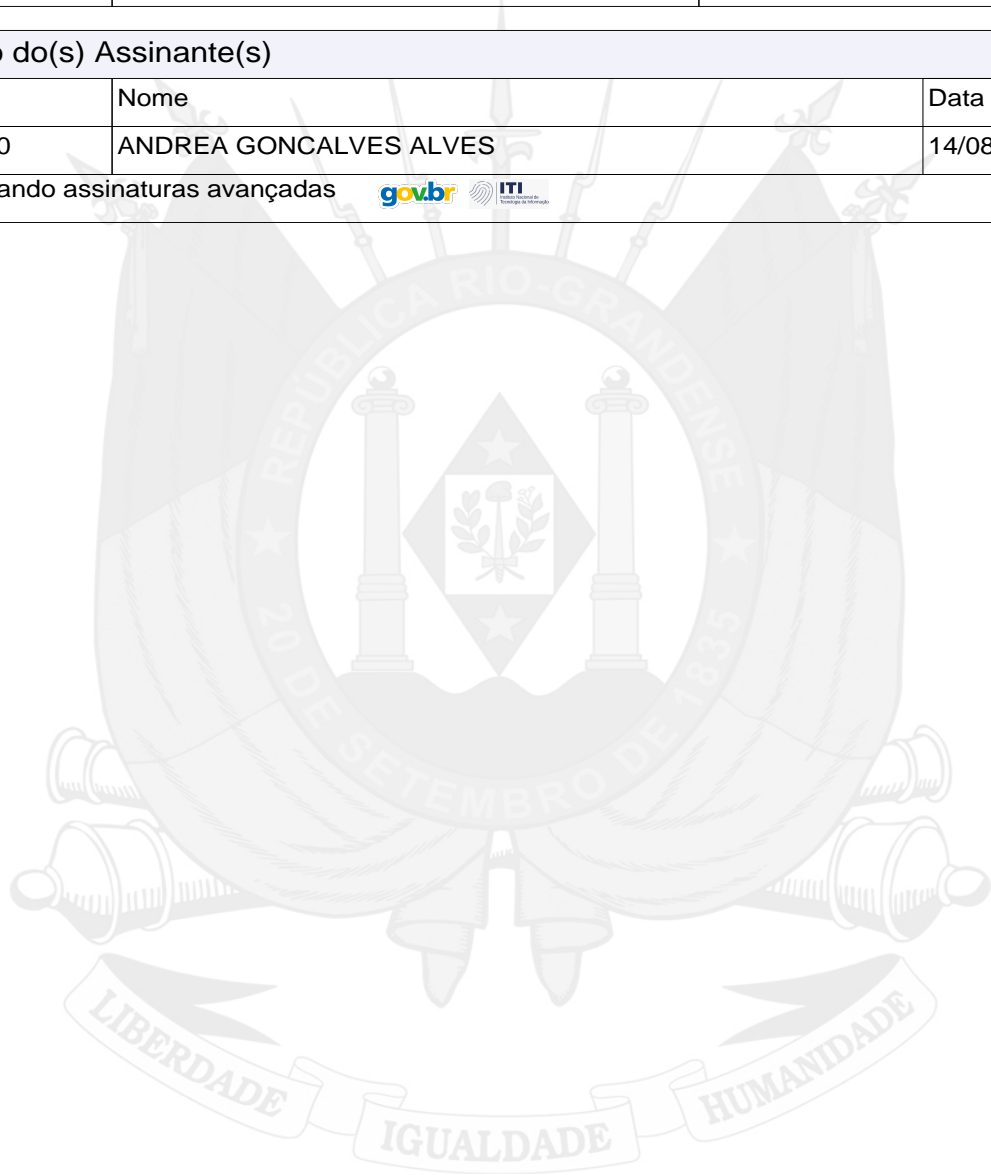 do(s) Assinante(s)
Nome Data
0 ANDREA GONCALVES ALVES 14/08
ando assinaturas avançadas gov.br ITI
REPÚBLICA RIO-GRANDENSE
20 DE SETEMBRO DE 1835
LIBERDADE IGUALDADE HUMANIDADE